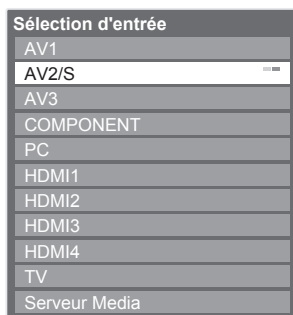 Sélection d'entrée
AV1
AV2/S
AV3
COMPONENT
PC
HDMI1
HDMI2
HDMI3
HDMI4
TV
Serveur Media